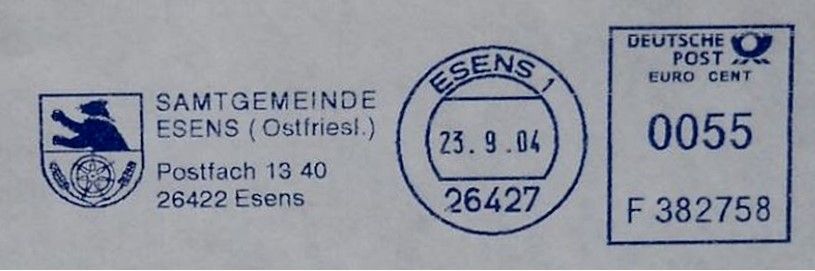 SAMTGEMEINDE
ESENS (Ostfriesl.)
Postfach 13 40
26422 Esens
ESENS 1
23.9.04
26427
DEUTSCHE
POST
EURO CENT
0055
F 382758